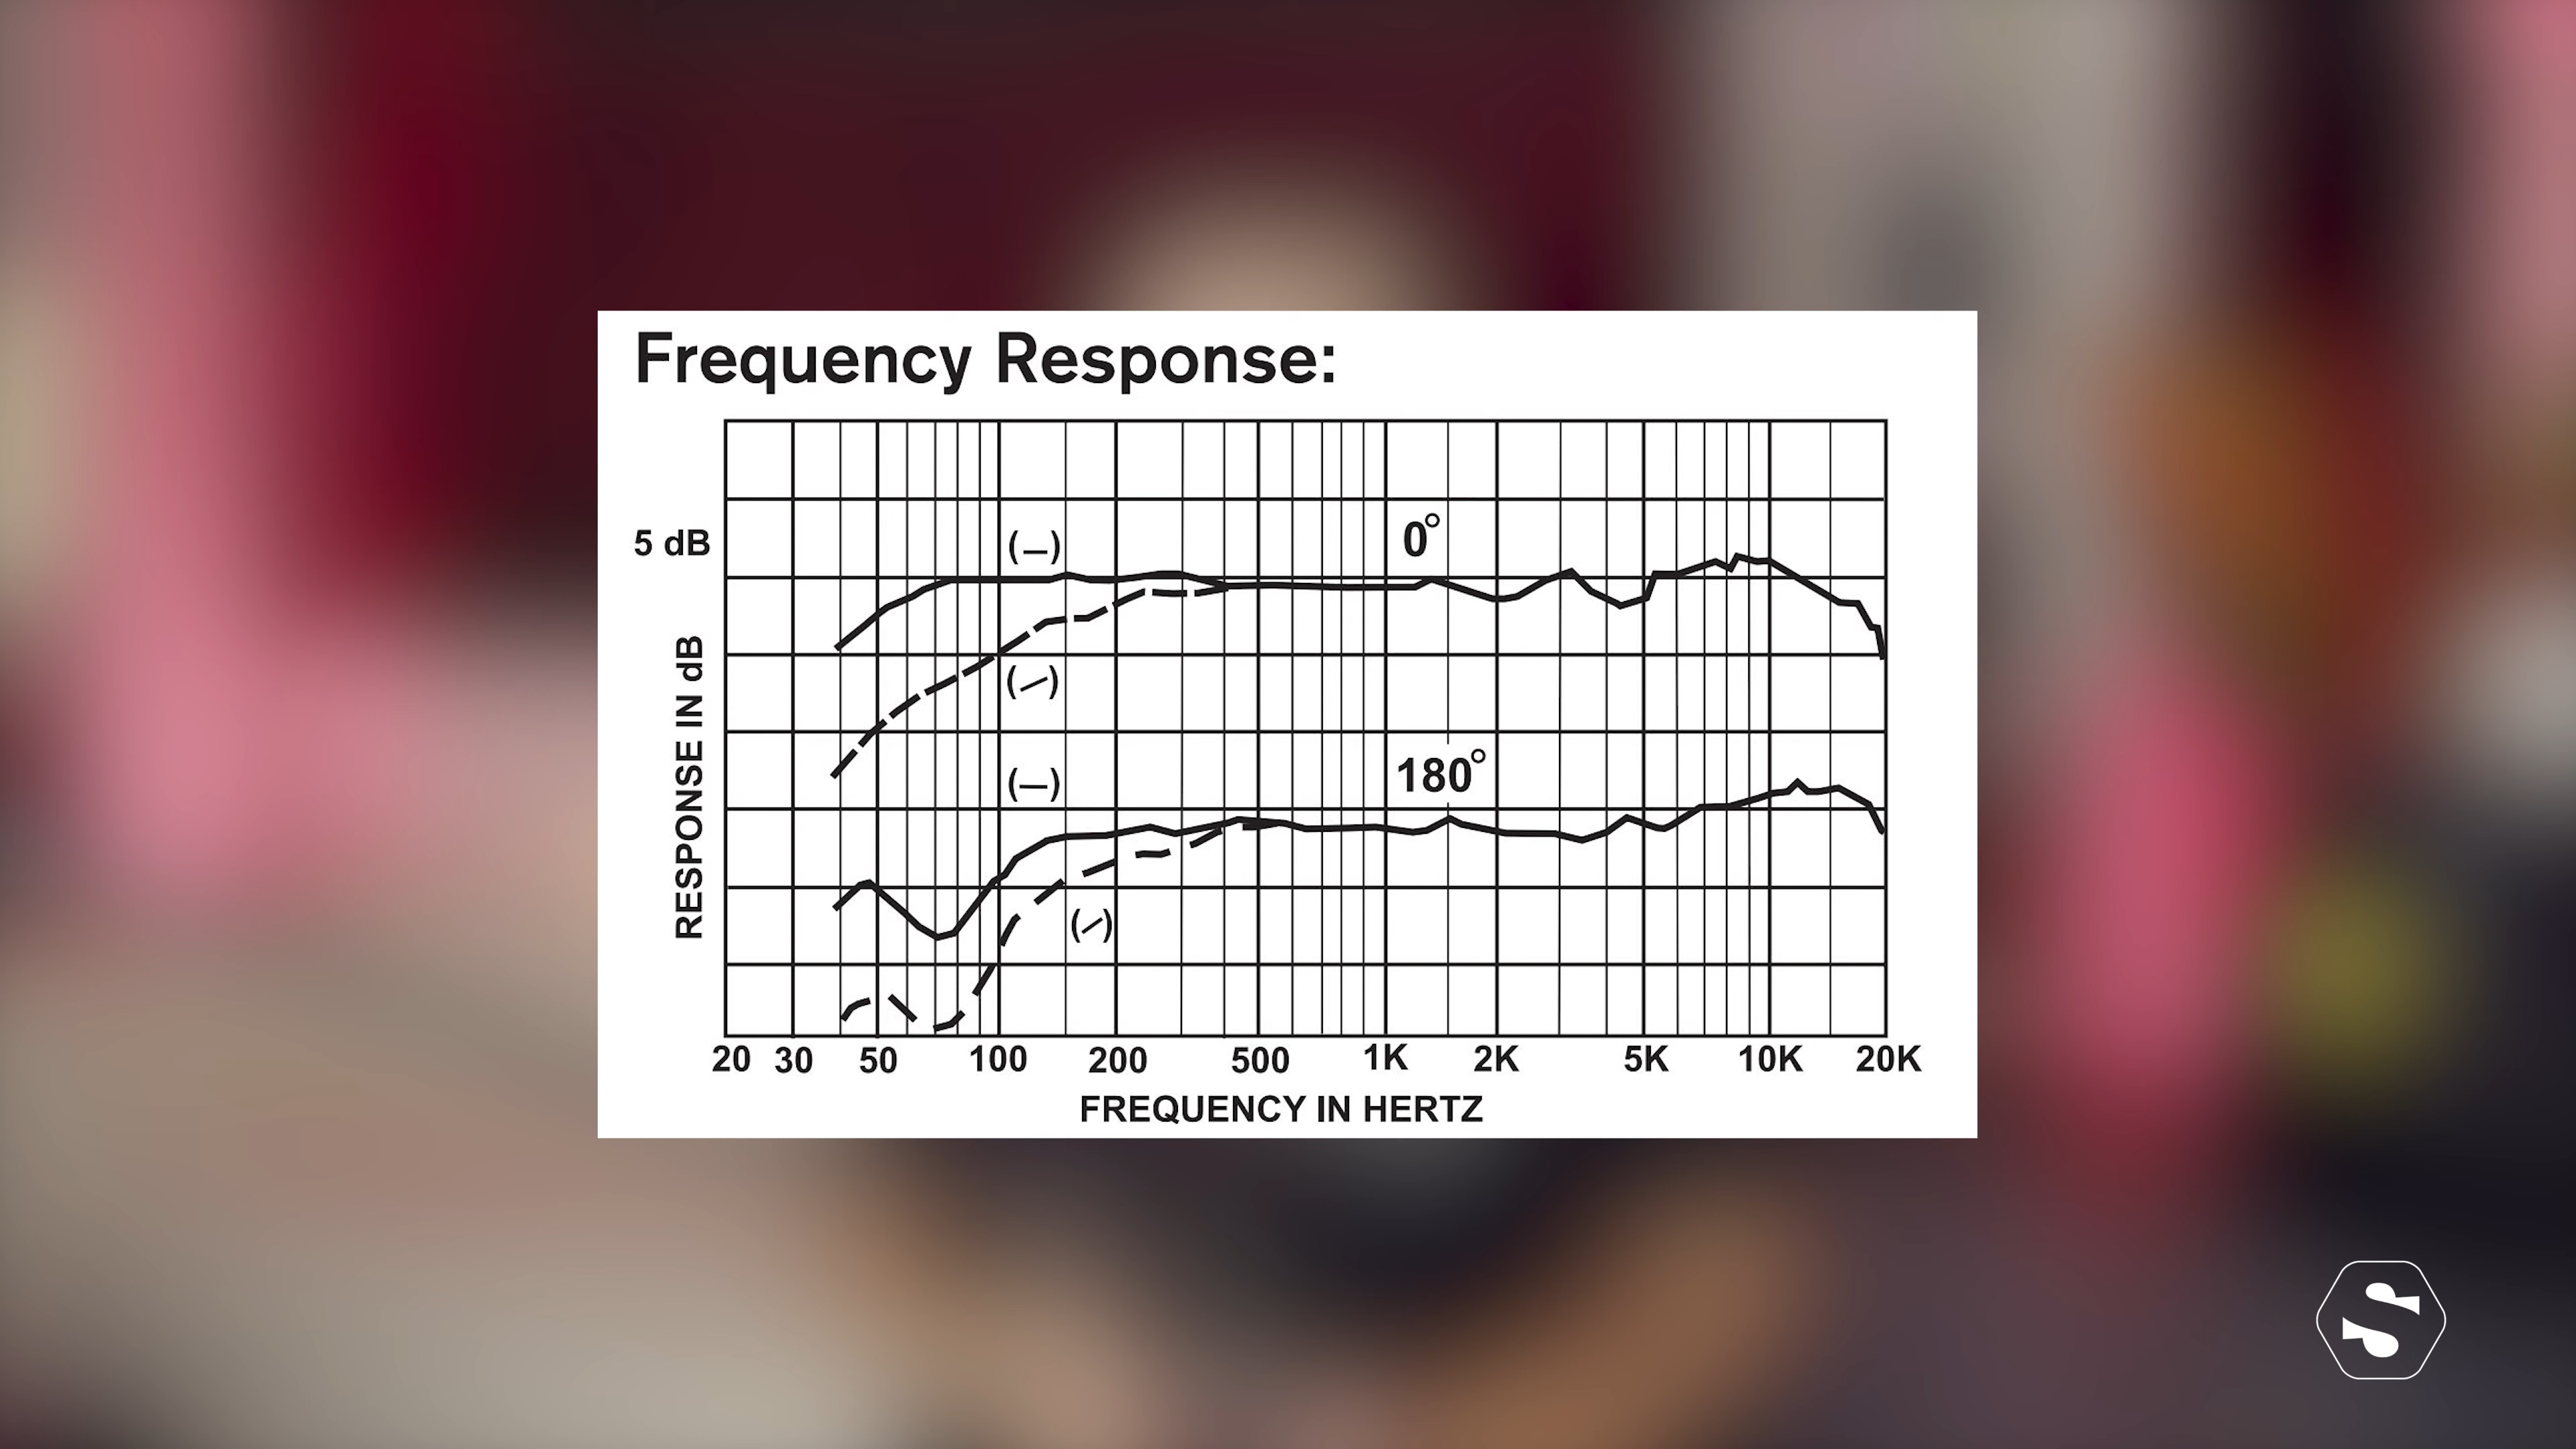 Frequency Response:
5 dB
(–)
0°
RESPONSE IN dB
(⟋)
(–)
180°
(⟋)
20 30 50 100 200 500 1K 2K 5K 10K 20K
FREQUENCY IN HERTZ
S